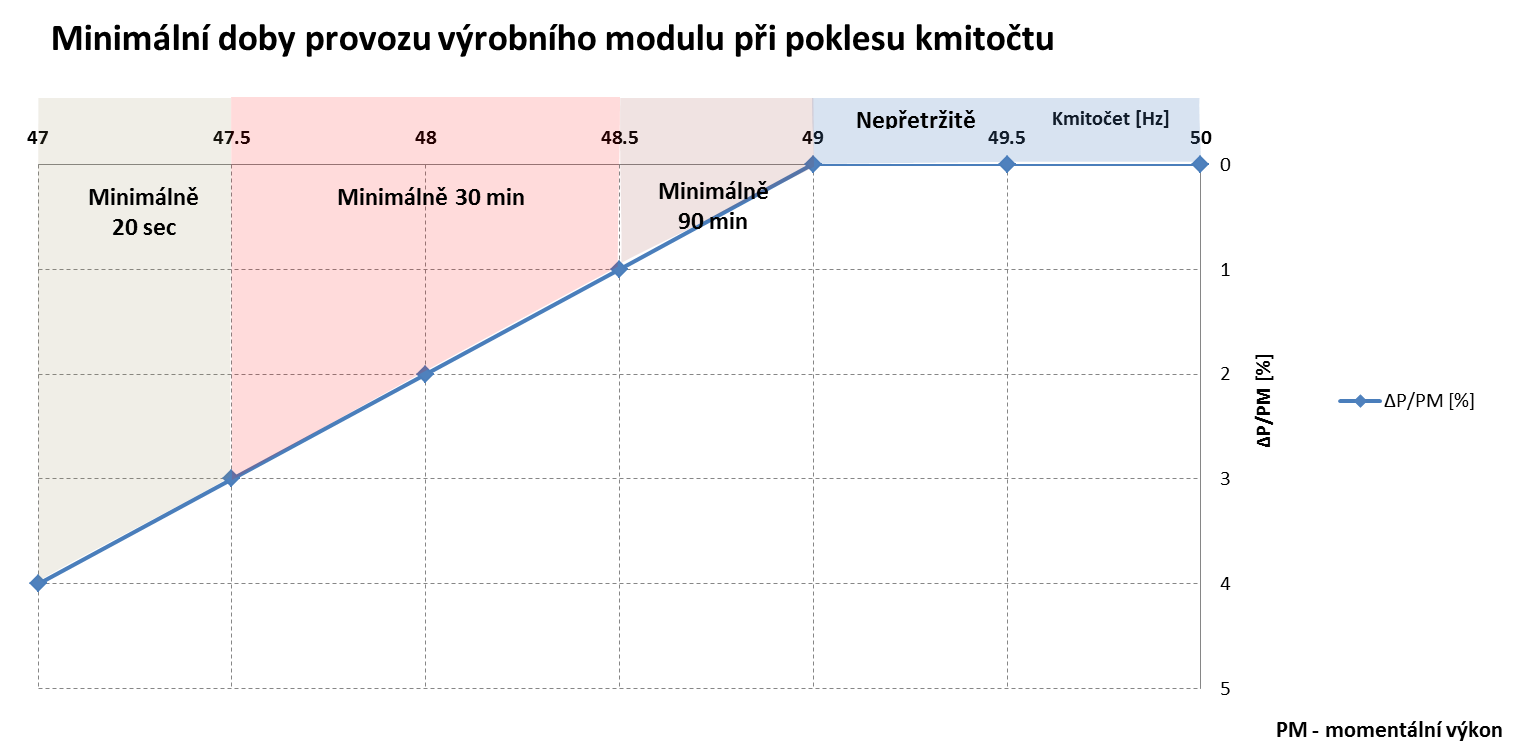 Minimální doby provozu výrobního modulu při poklesu kmitočtu
Nepřetržitě
Kmitočet [Hz]
47 47.5 48 48.5 49 49.5 50
0
Minimálně
20 sec
Minimálně 30 min
Minimálně
90 min
1
2
3
4
5
ΔP/PM [%]
ΔP/PM [%]
PM - momentální výkon